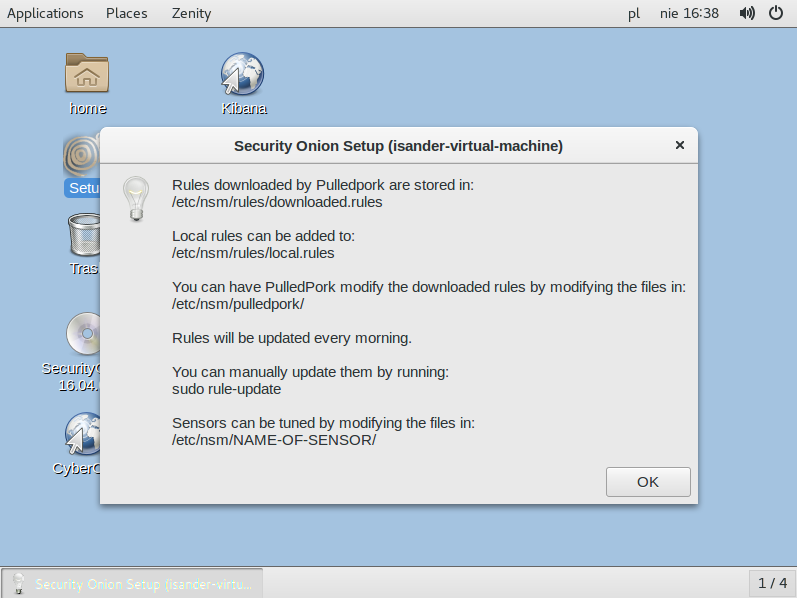 Applications Places Zenity pl nie 16:38
home
Kibana
Security Onion Setup (isander-virtual-machine)
Setu
Rules downloaded by Pulledpork are stored in:
/etc/nsm/rules/downloaded.rules
Local rules can be added to:
/etc/nsm/rules/local.rules
Tras
You can have PulledPork modify the downloaded rules by modifying the files in:
/etc/nsm/pulledpork/
Rules will be updated every morning.
You can manually update them by running:
sudo rule-update
Security
16.04.
Sensors can be tuned by modifying the files in:
/etc/nsm/NAME-OF-SENSOR/
Cyber
OK
Security Onion Setup (isander-virtu...
1 / 4